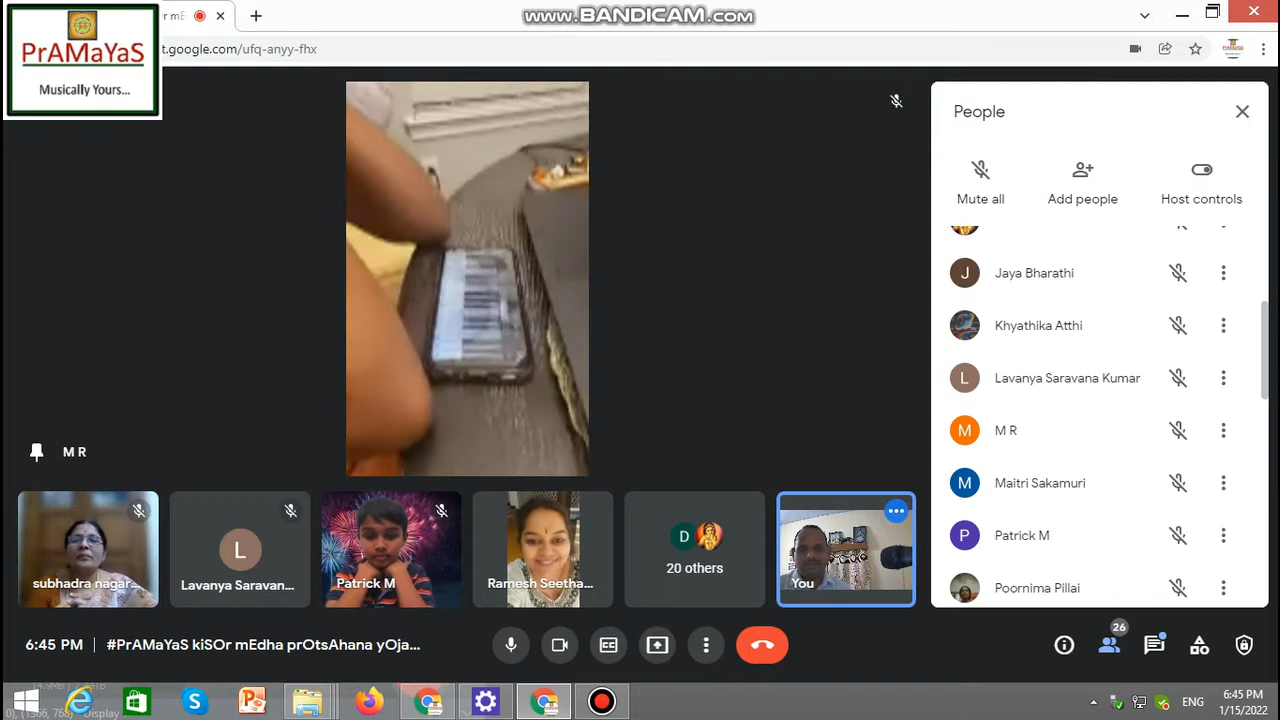 www.BANDICAM.com
PrAMaYaS
Musically Yours...
t.google.com/ufq-anyy-fhx
People
Mute all
Add people
Host controls
J
Jaya Bharathi
Khyathika Atthi
L
Lavanya Saravana Kumar
M
M R
M
Maitri Sakamuri
P
Patrick M
Poornima Pillai
M R
subhadra nagar...
L
Lavanya Saravan...
Patrick M
Ramesh Seetha...
D
20 others
You
6:45 PM | #PrAMaYaS kiSOr mEdha prOtsAhana yOja...
26
ENG
6:45 PM
1/15/2022